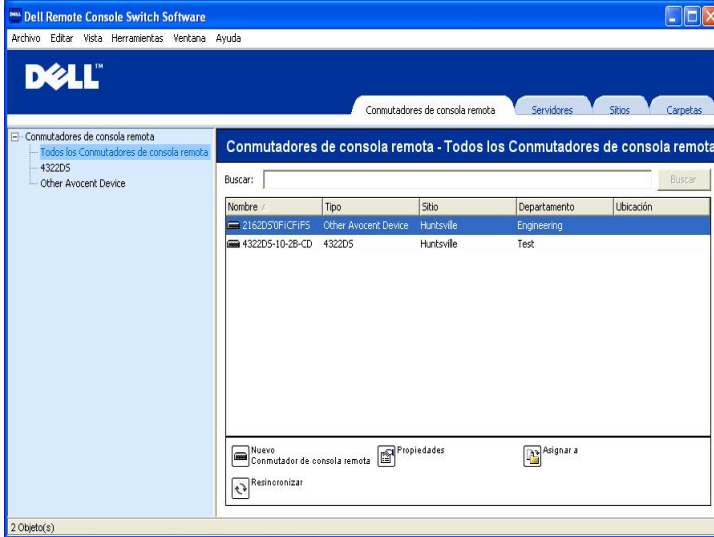 Dell Remote Console Switch Software
Archivo Editar Vista Herramientas Ventana Ayuda
DELL™
Conmutadores de consola remota Servidores Sitios Carpetas
Conmutadores de consola remota
Todos los Conmutadores de consola remota
4322DS
Other Avocent Device
Conmutadores de consola remota - Todos los Conmutadores de consola remota
Buscar: Buscar
Nombre / Tipo Sitio Departamento Ubicación
Other Avocent Device Huntsville Engineering
4322DS-10-2B-CD 4322DS Huntsville Test
Nuevo
Conmutador de consola remota
Propiedades
Asignar a
Resincronizar
2 Objeto(s)